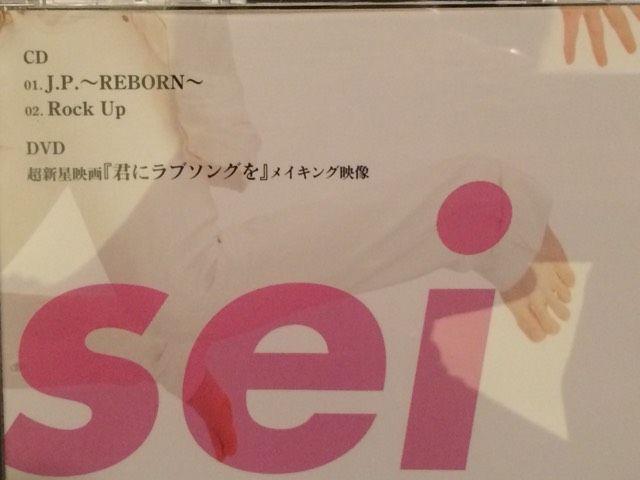 CD
01. J.P.～REBORN～
02. Rock Up
DVD
超新星映画『君にラブソングを』メイキング映像
sei